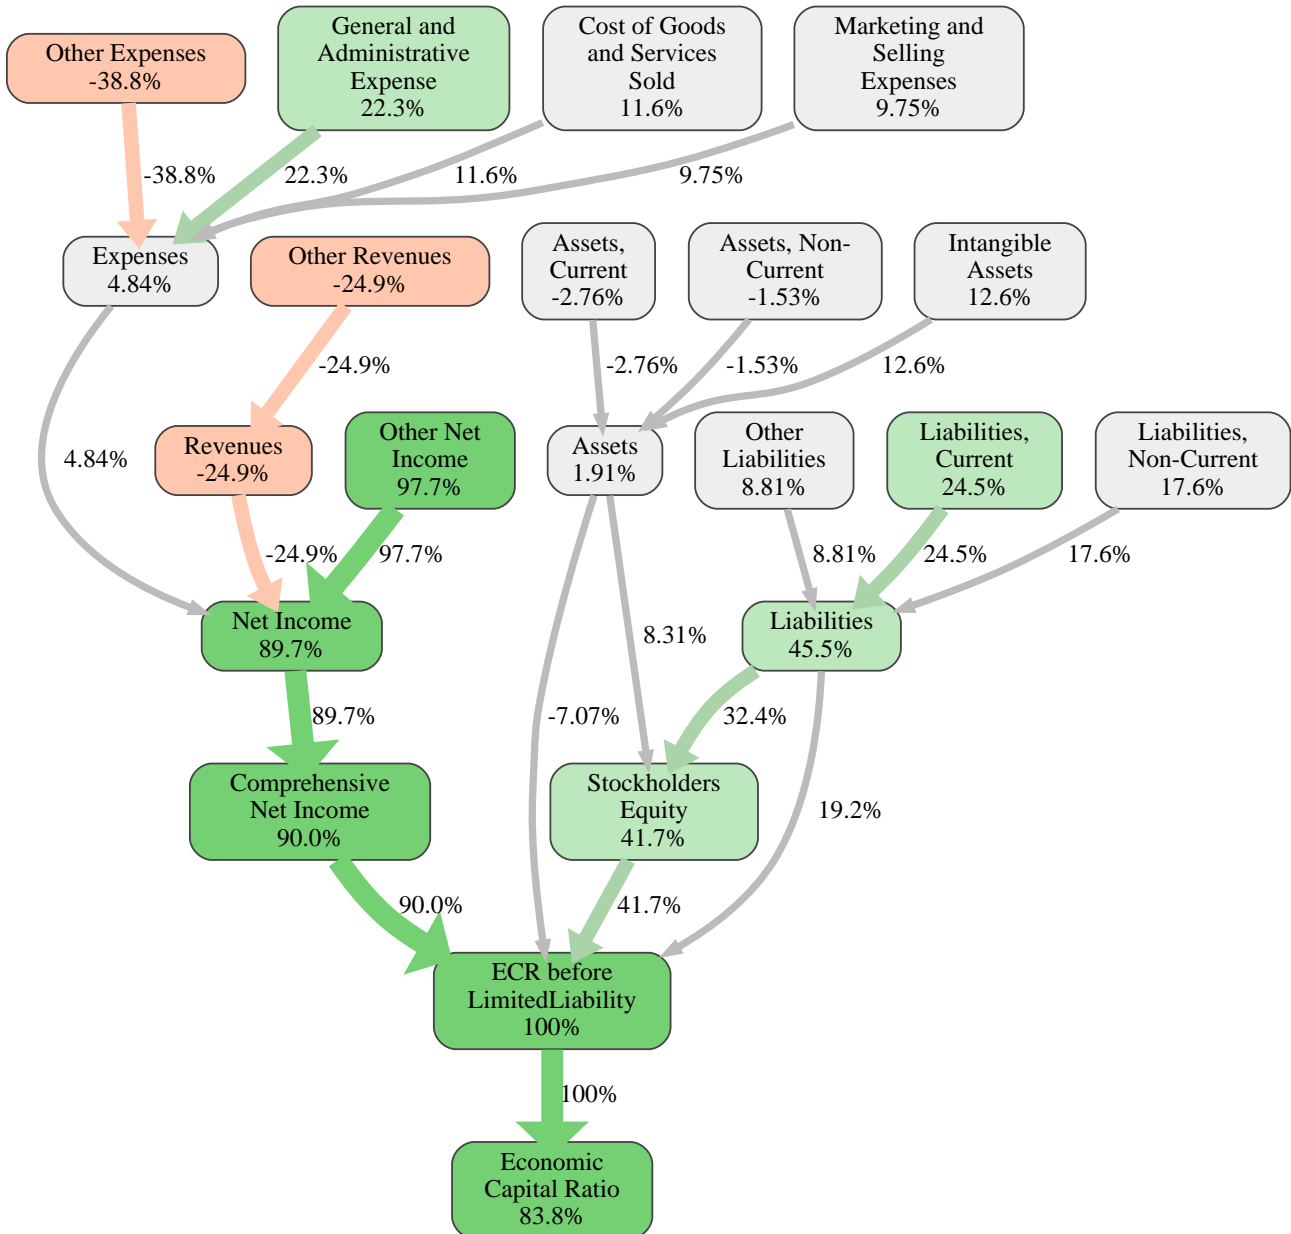 Other Expenses
-38.8%
General and
Administrative
Expense
22.3%
Cost of Goods
and Services
Sold
11.6%
Marketing and
Selling
Expenses
9.75%
-38.8%
22.3%
11.6%
9.75%
Expenses
4.84%
Other Revenues
-24.9%
Assets,
Current
-2.76%
Assets, Non-
Current
-1.53%
Intangible
Assets
12.6%
-24.9%
-2.76%
-1.53%
12.6%
4.84%
Revenues
-24.9%
Other Net
Income
97.7%
Assets
1.91%
Other
Liabilities
8.81%
Liabilities,
Current
24.5%
Liabilities,
Non-Current
17.6%
-24.9%
97.7%
8.81%
24.5%
17.6%
Net Income
89.7%
8.31%
Liabilities
45.5%
89.7%
-7.07%
32.4%
Comprehensive
Net Income
90.0%
Stockholders
Equity
41.7%
19.2%
90.0%
41.7%
ECR before
LimitedLiability
100%
100%
Economic
Capital Ratio
83.8%